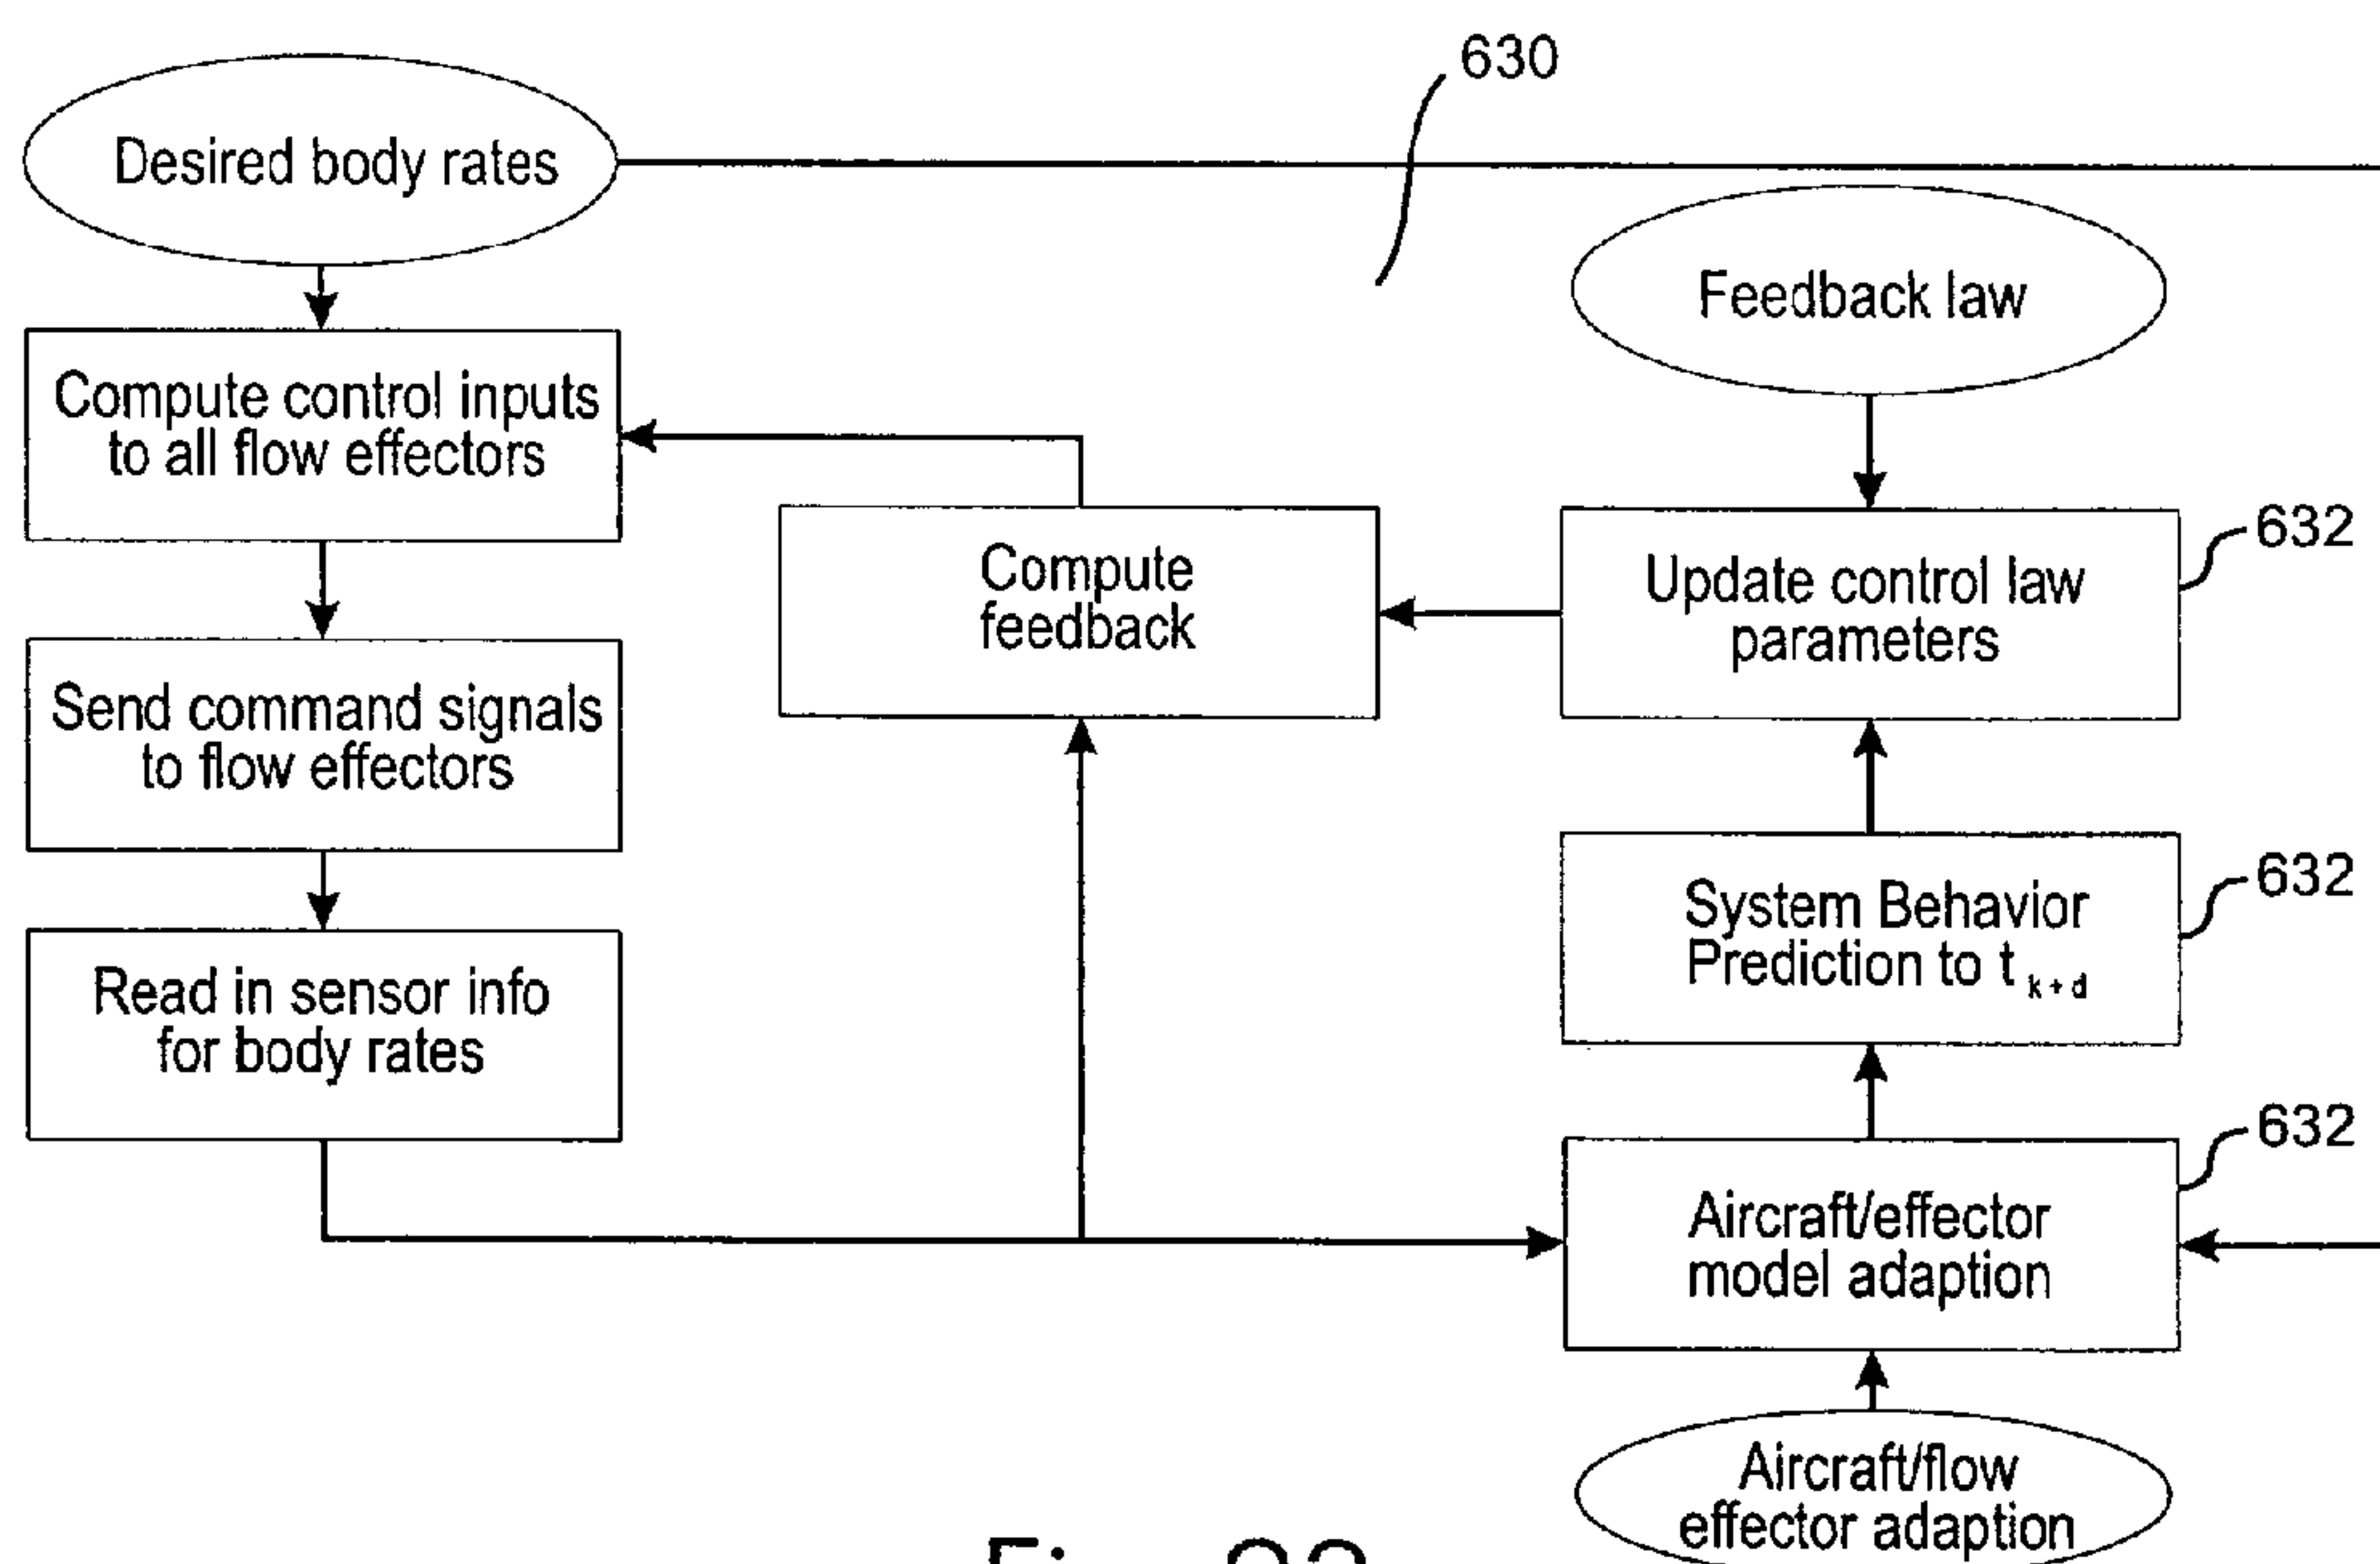 630
Desired body rates
Feedback law
Compute control inputs
to all flow effectors
Compute
feedback
Update control law
parameters
632
Send command signals
to flow effectors
System Behavior
Prediction to t k + d
632
Read in sensor info
for body rates
Aircraft/effector
model adaption
632
Aircraft/flow
effector adaption